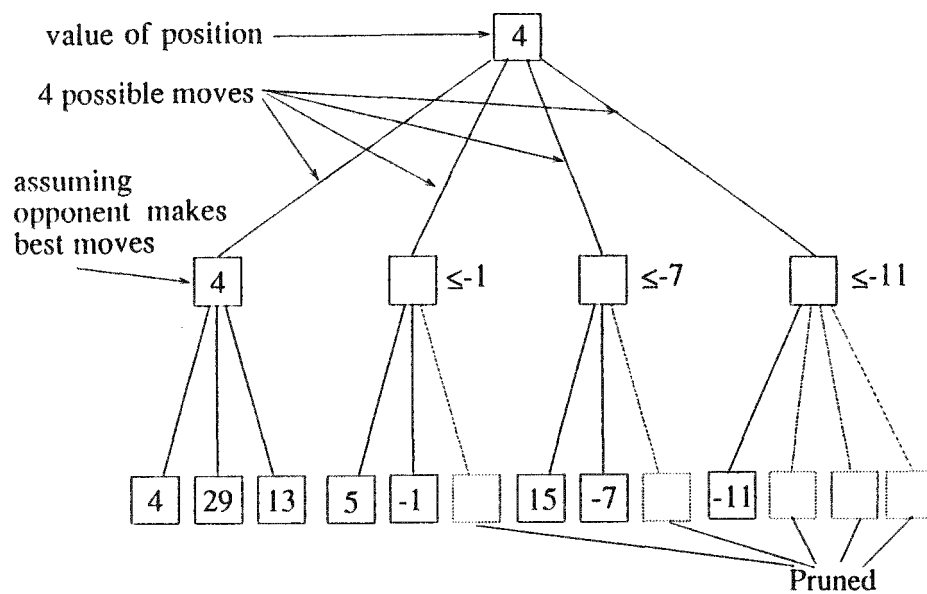 value of position
4
4 possible moves
assuming
opponent makes
best moves
4
≤-1
≤-7
≤-11
4 29 13 5 -1 15 -7 -11
Pruned